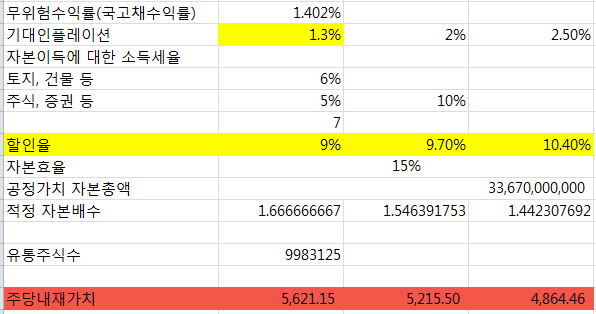 무위험수익률(국고채수익률) 1.402%
기대인플레이션 1.3% 2% 2.50%
자본이득에 대한 소득세율
토지, 건물 등 6%
주식, 증권 등 5% 10%
7
할인율 9% 9.70% 10.40%
자본효율 15%
공정가치 자본총액 33,670,000,000
적정 자본배수 1.666666667 1.546391753 1.442307692
유통주식수 9983125
주당내재가치 5,621.15 5,215.50 4,864.46